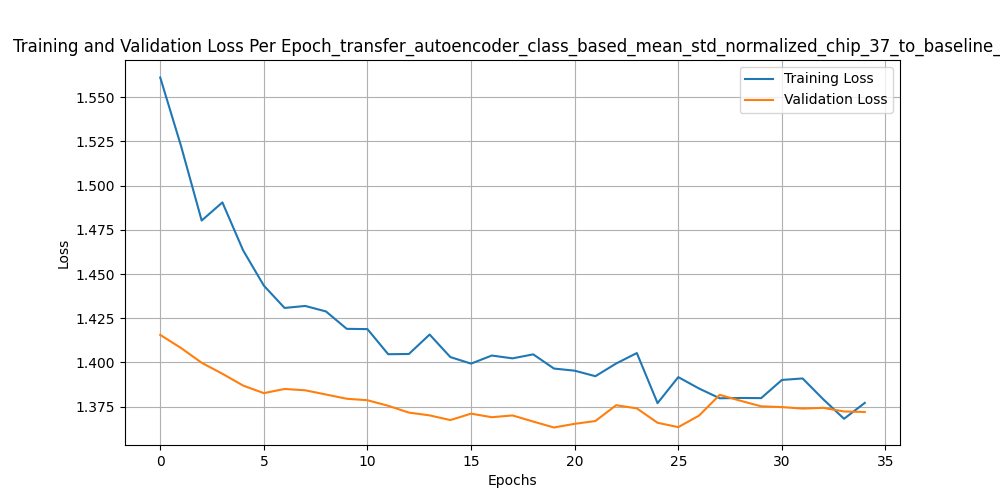 Training and Validation Loss Per Epoch_transfer_autoencoder_class_based_mean_std_normalized_chip_37_to_baseline_
Training Loss
Validation Loss
1.550
1.525
1.500
1.475
1.450
1.425
1.400
1.375
Loss
0 5 10 15 20 25 30 35
Epochs